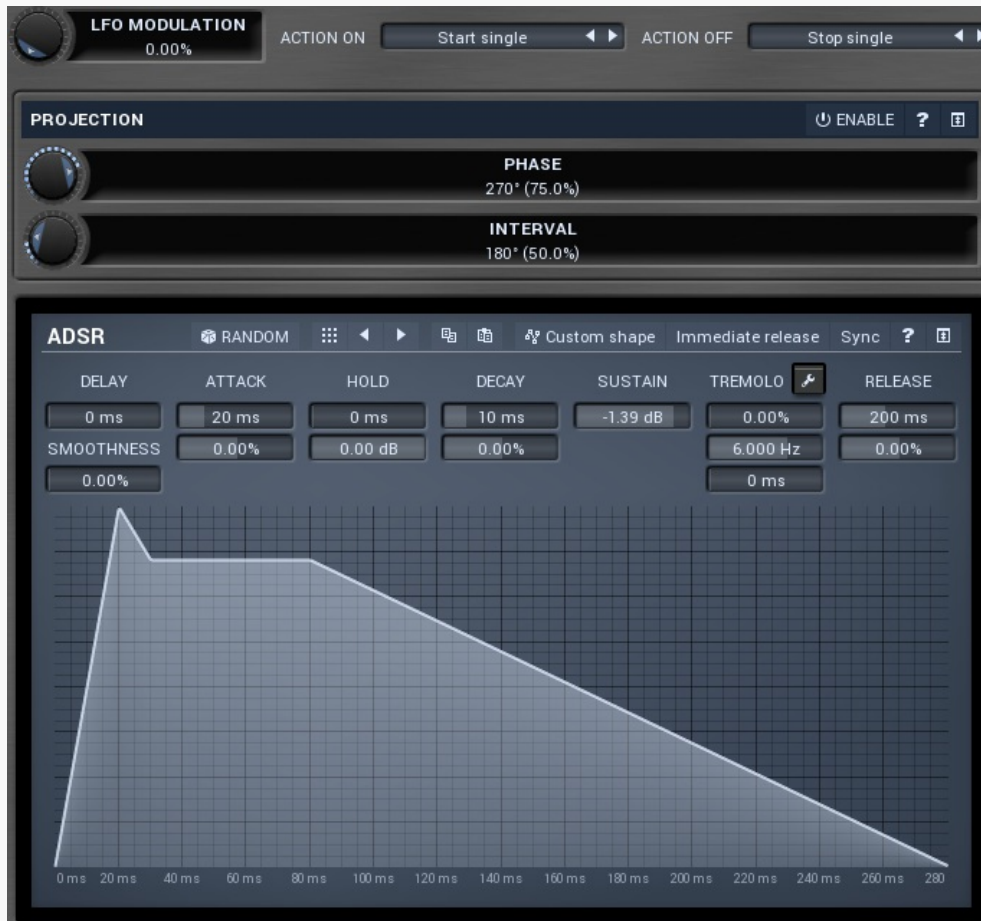 LFO MODULATION
0.00%
ACTION ON Start single ACTION OFF Stop single
PROJECTION ENABLE ?
PHASE
270° (75.0%)
INTERVAL
180° (50.0%)
ADSR RANDOM Custom shape Immediate release Sync ?
DELAY ATTACK HOLD DECAY SUSTAIN TREMOLO RELEASE
0 ms 20 ms 0 ms 10 ms -1.39 dB 0.00% 200 ms
SMOOTHNESS 0.00% 0.00 dB 0.00% 6.000 Hz 0.00%
0.00% 0 ms
0 ms 20 ms 40 ms 60 ms 80 ms 100 ms 120 ms 140 ms 160 ms 180 ms 200 ms 220 ms 240 ms 260 ms 280